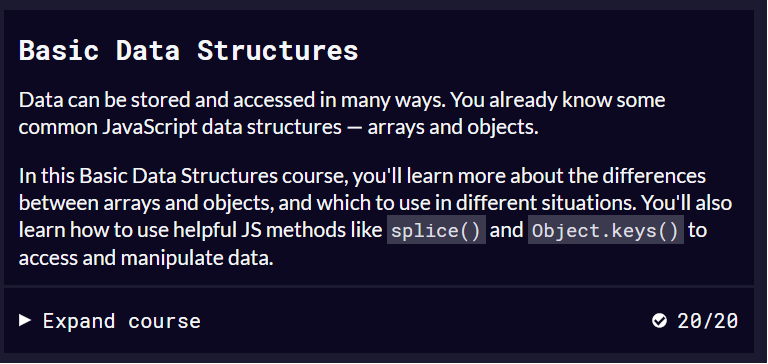 Basic Data Structures
Data can be stored and accessed in many ways. You already know some
common JavaScript data structures — arrays and objects.
In this Basic Data Structures course, you'll learn more about the differences
between arrays and objects, and which to use in different situations. You'll also
learn how to use helpful JS methods like splice() and Object.keys() to
access and manipulate data.
Expand course 20/20